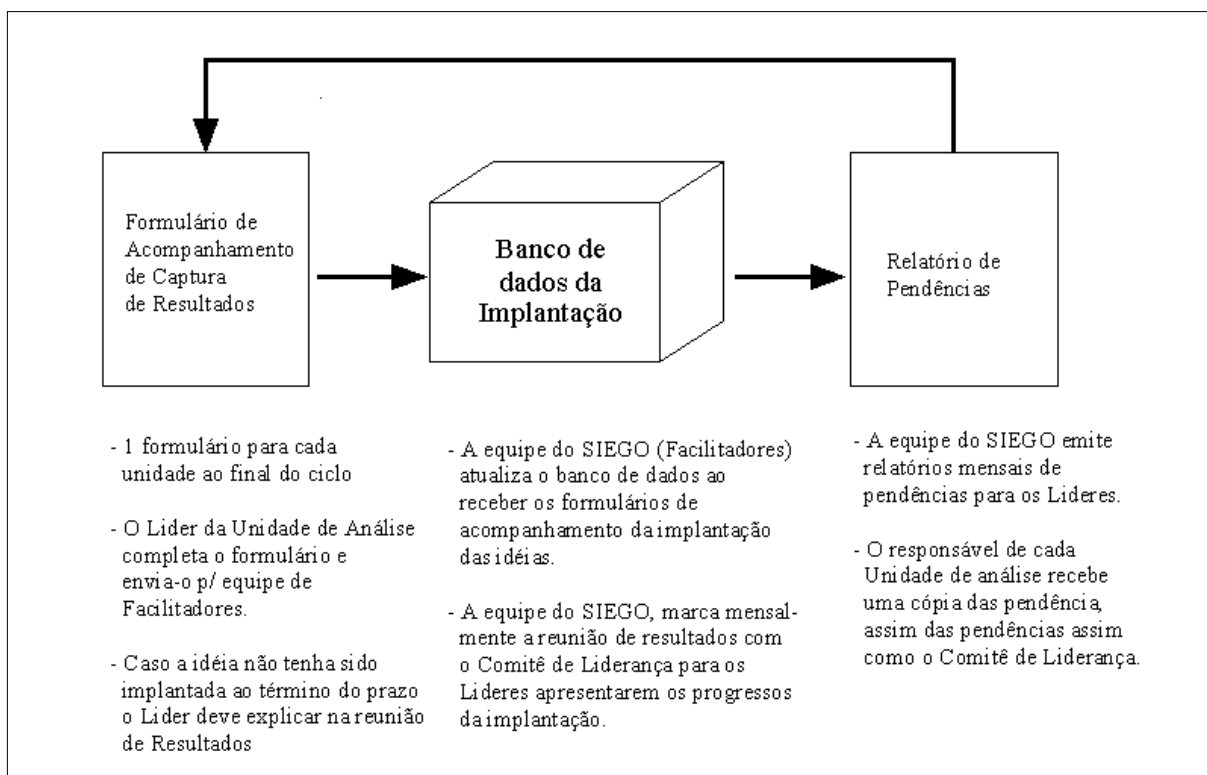 Formulário de
Acompanhamento
de Captura
de Resultados
Banco de
dados da
Implantação
Relatório de
Pendências
- 1 formulário para cada
unidade ao final do ciclo
- O Lider da Unidade de Análise
completa o formulário e
envia-o p/ equipe de
Facilitadores.
- Caso a idéia não tenha sido
implantada ao término do prazo
o Lider deve explicar na reunião
de Resultados
- A equipe do SIEGO (Facilitadores)
atualiza o banco de dados ao
receber os formulários de
acompanhamento da implantação
das idéias.
- A equipe do SIEGO, marca mensal-
mente a reunião de resultados com
o Comitê de Liderança para os
Lideres apresentarem os progressos
da implantação.
- A equipe do SIEGO emite
relatórios mensais de
pendências para os Lideres.
- O responsável de cada
Unidade de análise recebe
uma cópia das pendência,
assim das pendências assim
como o Comitê de Liderança.